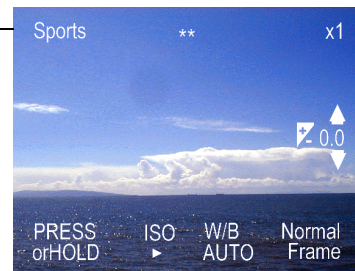 Sports ** x1
0.0
PRESS ISO W/B Normal
orHOLD ► AUTO Frame